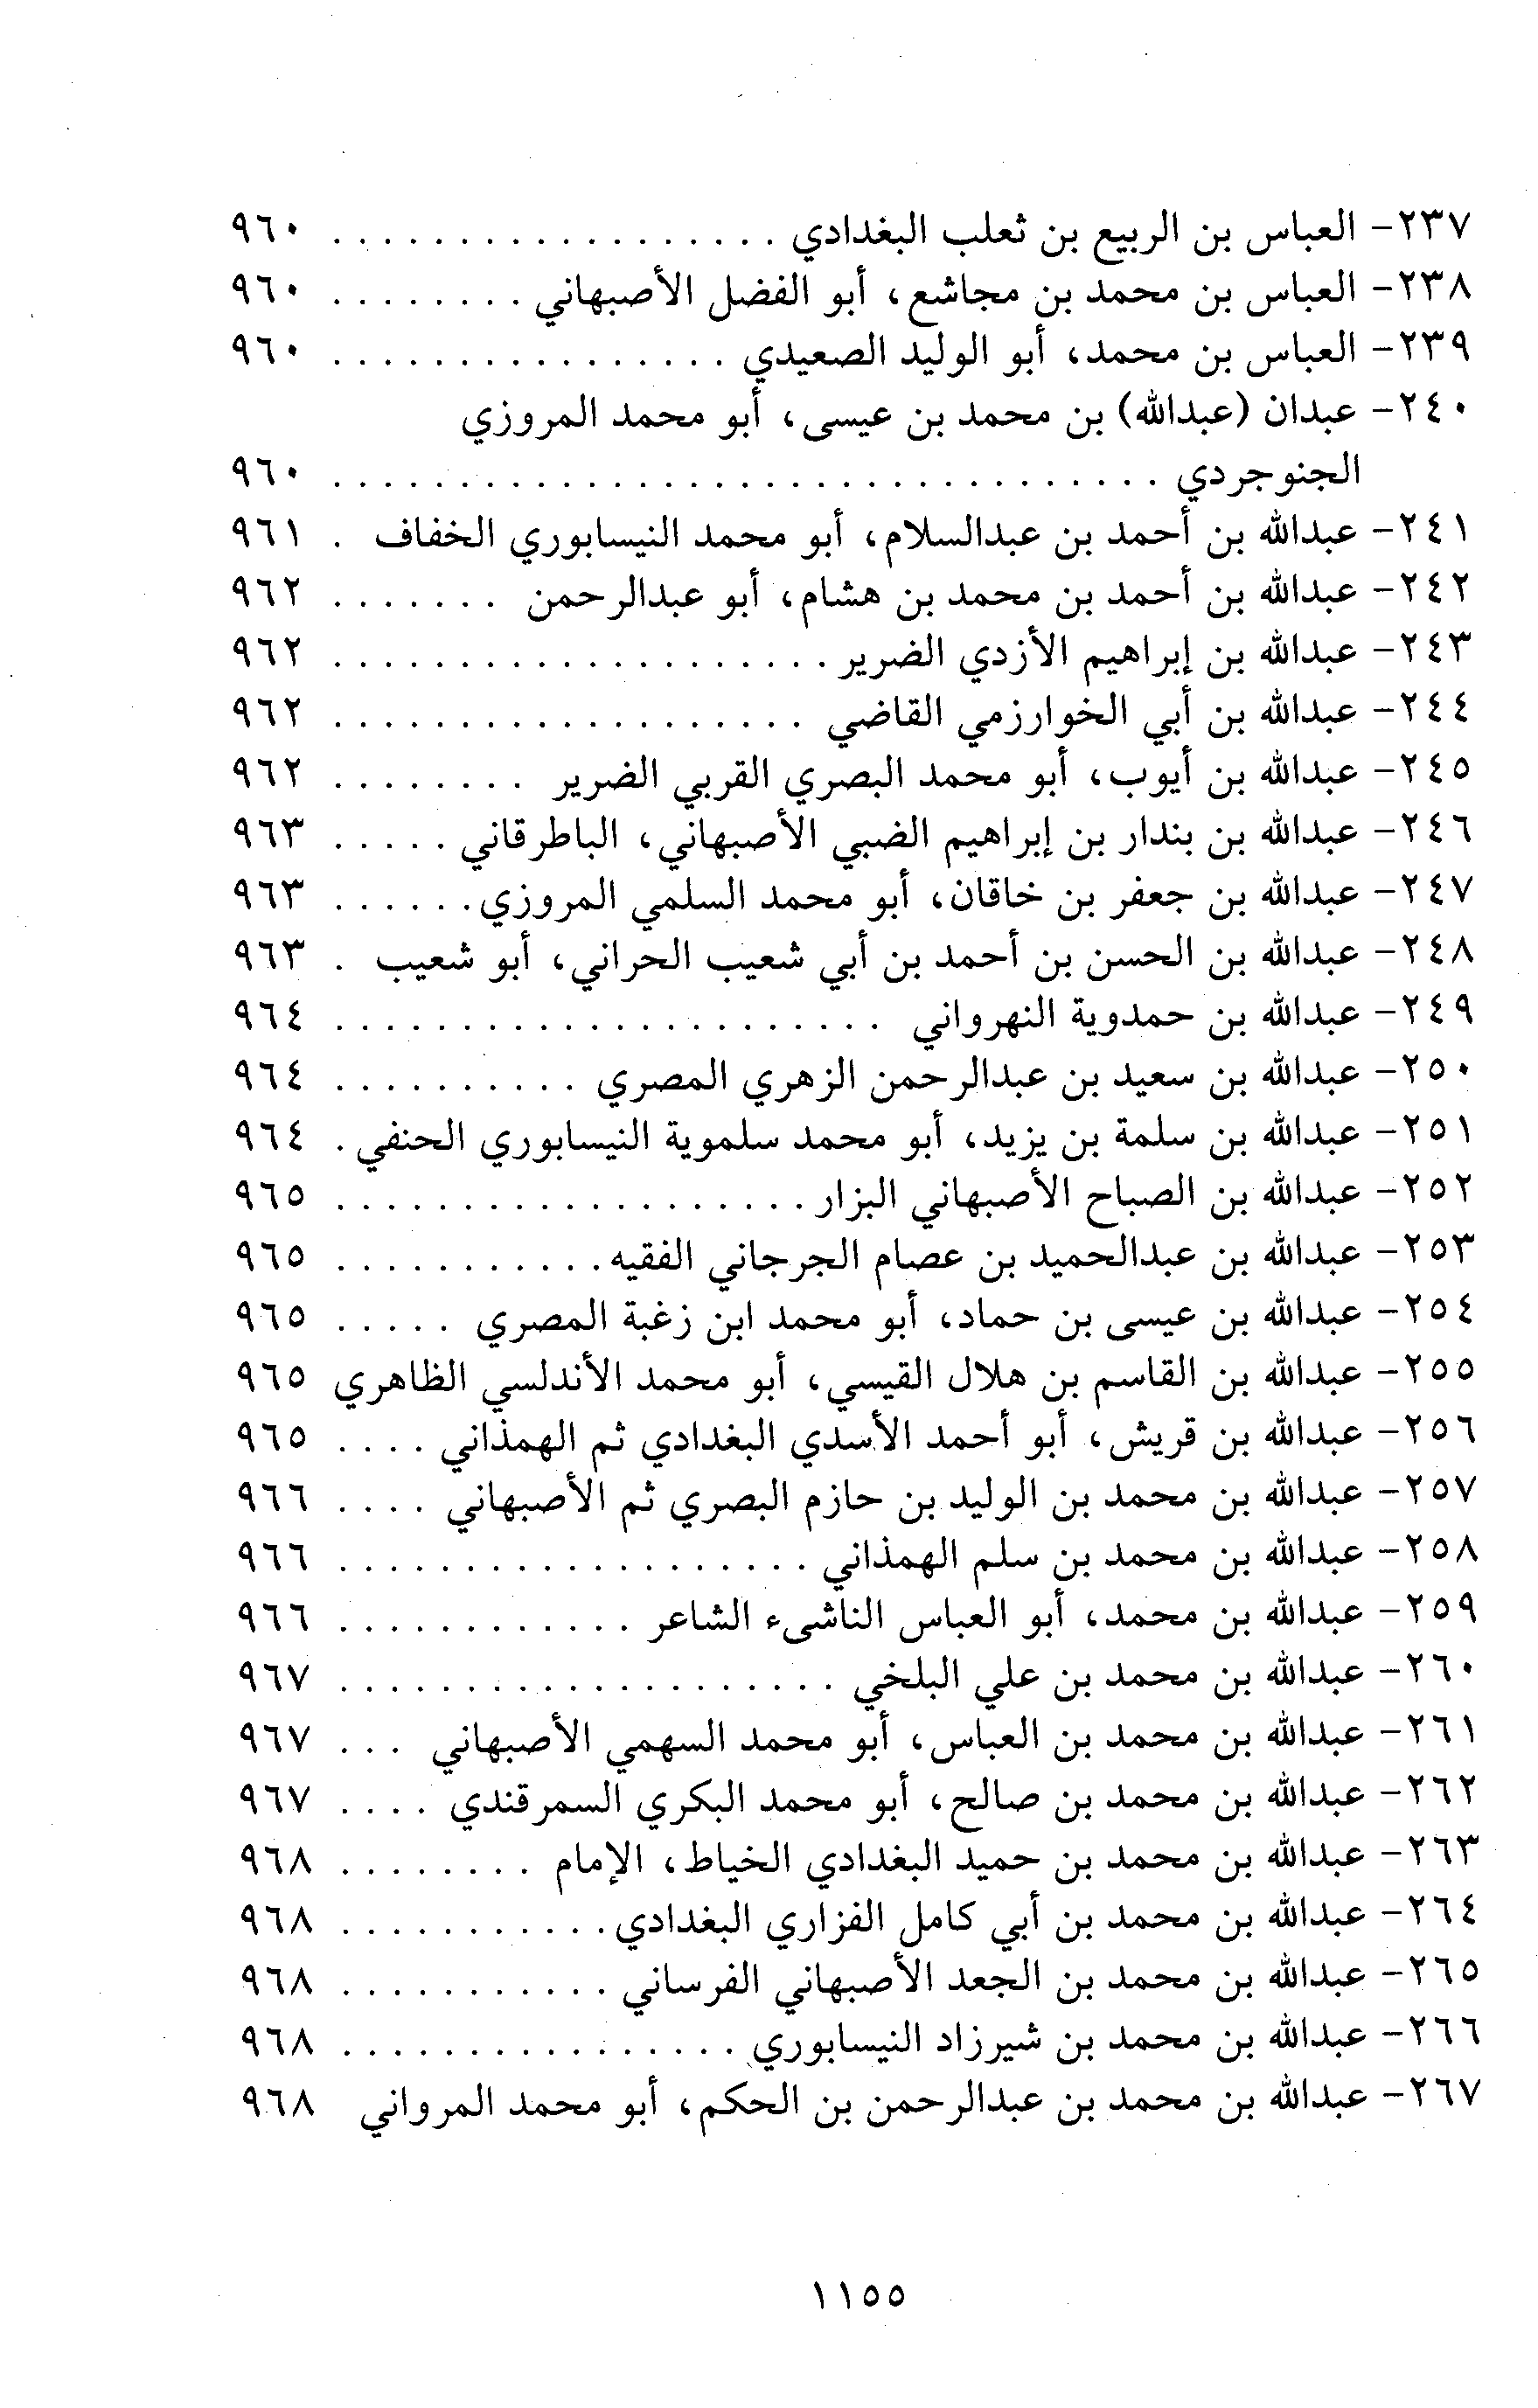 ٢٣٧- العباس بن الربيع بن ثعلب البغدادي . . . . . . . . . . . . . . . . . . ٩٦٠
٢٣٨- العباس بن محمد بن مجاشع، أبو الفضل الأصبهاني . . . . . . . . ٩٦٠
٢٣٩- العباس بن محمد، أبو الوليد الصعيدي . . . . . . . . . . . . . . . . ٩٦٠
٢٤٠- عبدان (عبدالله) بن محمد بن عيسى، أبو محمد المروزي
الجنوجردي . . . . . . . . . . . . . . . . . . . . . . . . . . . . . . . . . ٩٦٠
٢٤١- عبدالله بن أحمد بن عبدالسلام، أبو محمد النيسابوري الخفاف . ٩٦١
٢٤٢- عبدالله بن أحمد بن محمد بن هشام، أبو عبدالرحمن . . . . . . . ٩٦٢
٢٤٣- عبدالله بن إبراهيم الأزدي الضرير . . . . . . . . . . . . . . . . . . . . ٩٦٢
٢٤٤- عبدالله بن أبي الخوارزمي القاضي . . . . . . . . . . . . . . . . . . . ٩٦٢
٢٤٥- عبدالله بن أيوب، أبو محمد البصري القربي الضرير . . . . . . . . ٩٦٢
٢٤٦- عبدالله بن بندار بن إبراهيم الضبي الأصبهاني، الباطرقاني . . . . . ٩٦٣
٢٤٧- عبدالله بن جعفر بن خاقان، أبو محمد السلمي المروزي . . . . . . ٩٦٣
٢٤٨- عبدالله بن الحسن بن أحمد بن أبي شعيب الحراني، أبو شعيب . ٩٦٣
٢٤٩- عبدالله بن حمدوية النهرواني . . . . . . . . . . . . . . . . . . . . . . ٩٦٤
٢٥٠- عبدالله بن سعيد بن عبدالرحمن الزهري المصري . . . . . . . . . . ٩٦٤
٢٥١- عبدالله بن سلمة بن يزيد، أبو محمد سلموية النيسابوري الحنفي . ٩٦٤
٢٥٢- عبدالله بن الصباح الأصبهاني البزار . . . . . . . . . . . . . . . . . . . ٩٦٥
٢٥٣- عبدالله بن عبدالحميد بن عصام الجرجاني الفقيه . . . . . . . . . . . ٩٦٥
٢٥٤- عبدالله بن عيسى بن حماد، أبو محمد ابن زغبة المصري . . . . . ٩٦٥
٢٥٥- عبدالله بن القاسم بن هلال القيسي، أبو محمد الأندلسي الظاهري ٩٦٥
٢٥٦- عبدالله بن قريش، أبو أحمد الأسدي البغدادي ثم الهمذاني . . . . ٩٦٥
٢٥٧- عبدالله بن محمد بن الوليد بن حازم البصري ثم الأصبهاني . . . . ٩٦٦
٢٥٨- عبدالله بن محمد بن سلم الهمذاني . . . . . . . . . . . . . . . . . . . ٩٦٦
٢٥٩- عبدالله بن محمد، أبو العباس الناشىء الشاعر . . . . . . . . . . . . ٩٦٦
٢٦٠- عبدالله بن محمد بن علي البلخي . . . . . . . . . . . . . . . . . . . . ٩٦٧
٢٦١- عبدالله بن محمد بن العباس، أبو محمد السهمي الأصبهاني . . . ٩٦٧
٢٦٢- عبدالله بن محمد بن صالح، أبو محمد البكري السمرقندي . . . . ٩٦٧
٢٦٣- عبدالله بن محمد بن حميد البغدادي الخياط، الإمام . . . . . . . . ٩٦٨
٢٦٤- عبدالله بن محمد بن أبي كامل الفزاري البغدادي . . . . . . . . . . . ٩٦٨
٢٦٥- عبدالله بن محمد بن الجعد الأصبهاني الفرساني . . . . . . . . . . . ٩٦٨
٢٦٦- عبدالله بن محمد بن شيرزاد النيسابوري . . . . . . . . . . . . . . . . ٩٦٨
٢٦٧- عبدالله بن محمد بن عبدالرحمن بن الحكم، أبو محمد المرواني ٩٦٨
١١٥٥